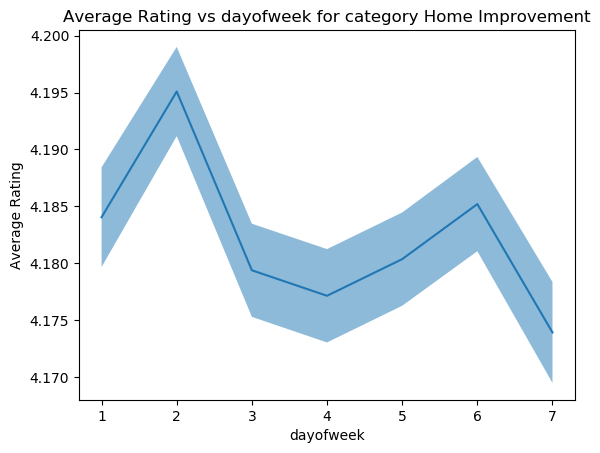 Average Rating vs dayofweek for category Home Improvement
4.200
4.195
4.190
4.185
4.180
4.175
4.170
Average Rating
1 2 3 4 5 6 7
dayofweek